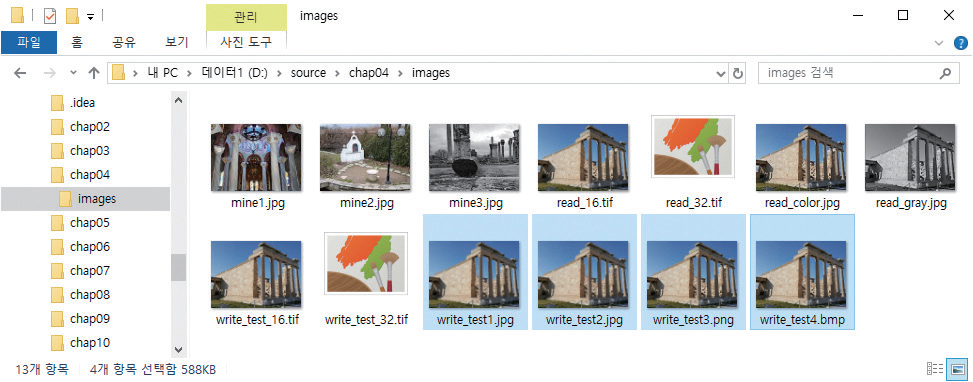 관리
images
파일
홈
공유
보기
사진 도구
내 PC
데이터1 (D:)
source
chap04
images
images 검색
.idea
chap02
chap03
chap04
images
chap05
chap06
chap07
chap08
chap09
chap10
mine1.jpg
mine2.jpg
mine3.jpg
read_16.tif
read_32.tif
read_color.jpg
read_gray.jpg
write_test_16.tif
write_test_32.tif
write_test1.jpg
write_test2.jpg
write_test3.png
write_test4.bmp
13개 항목
4개 항목 선택함 588KB